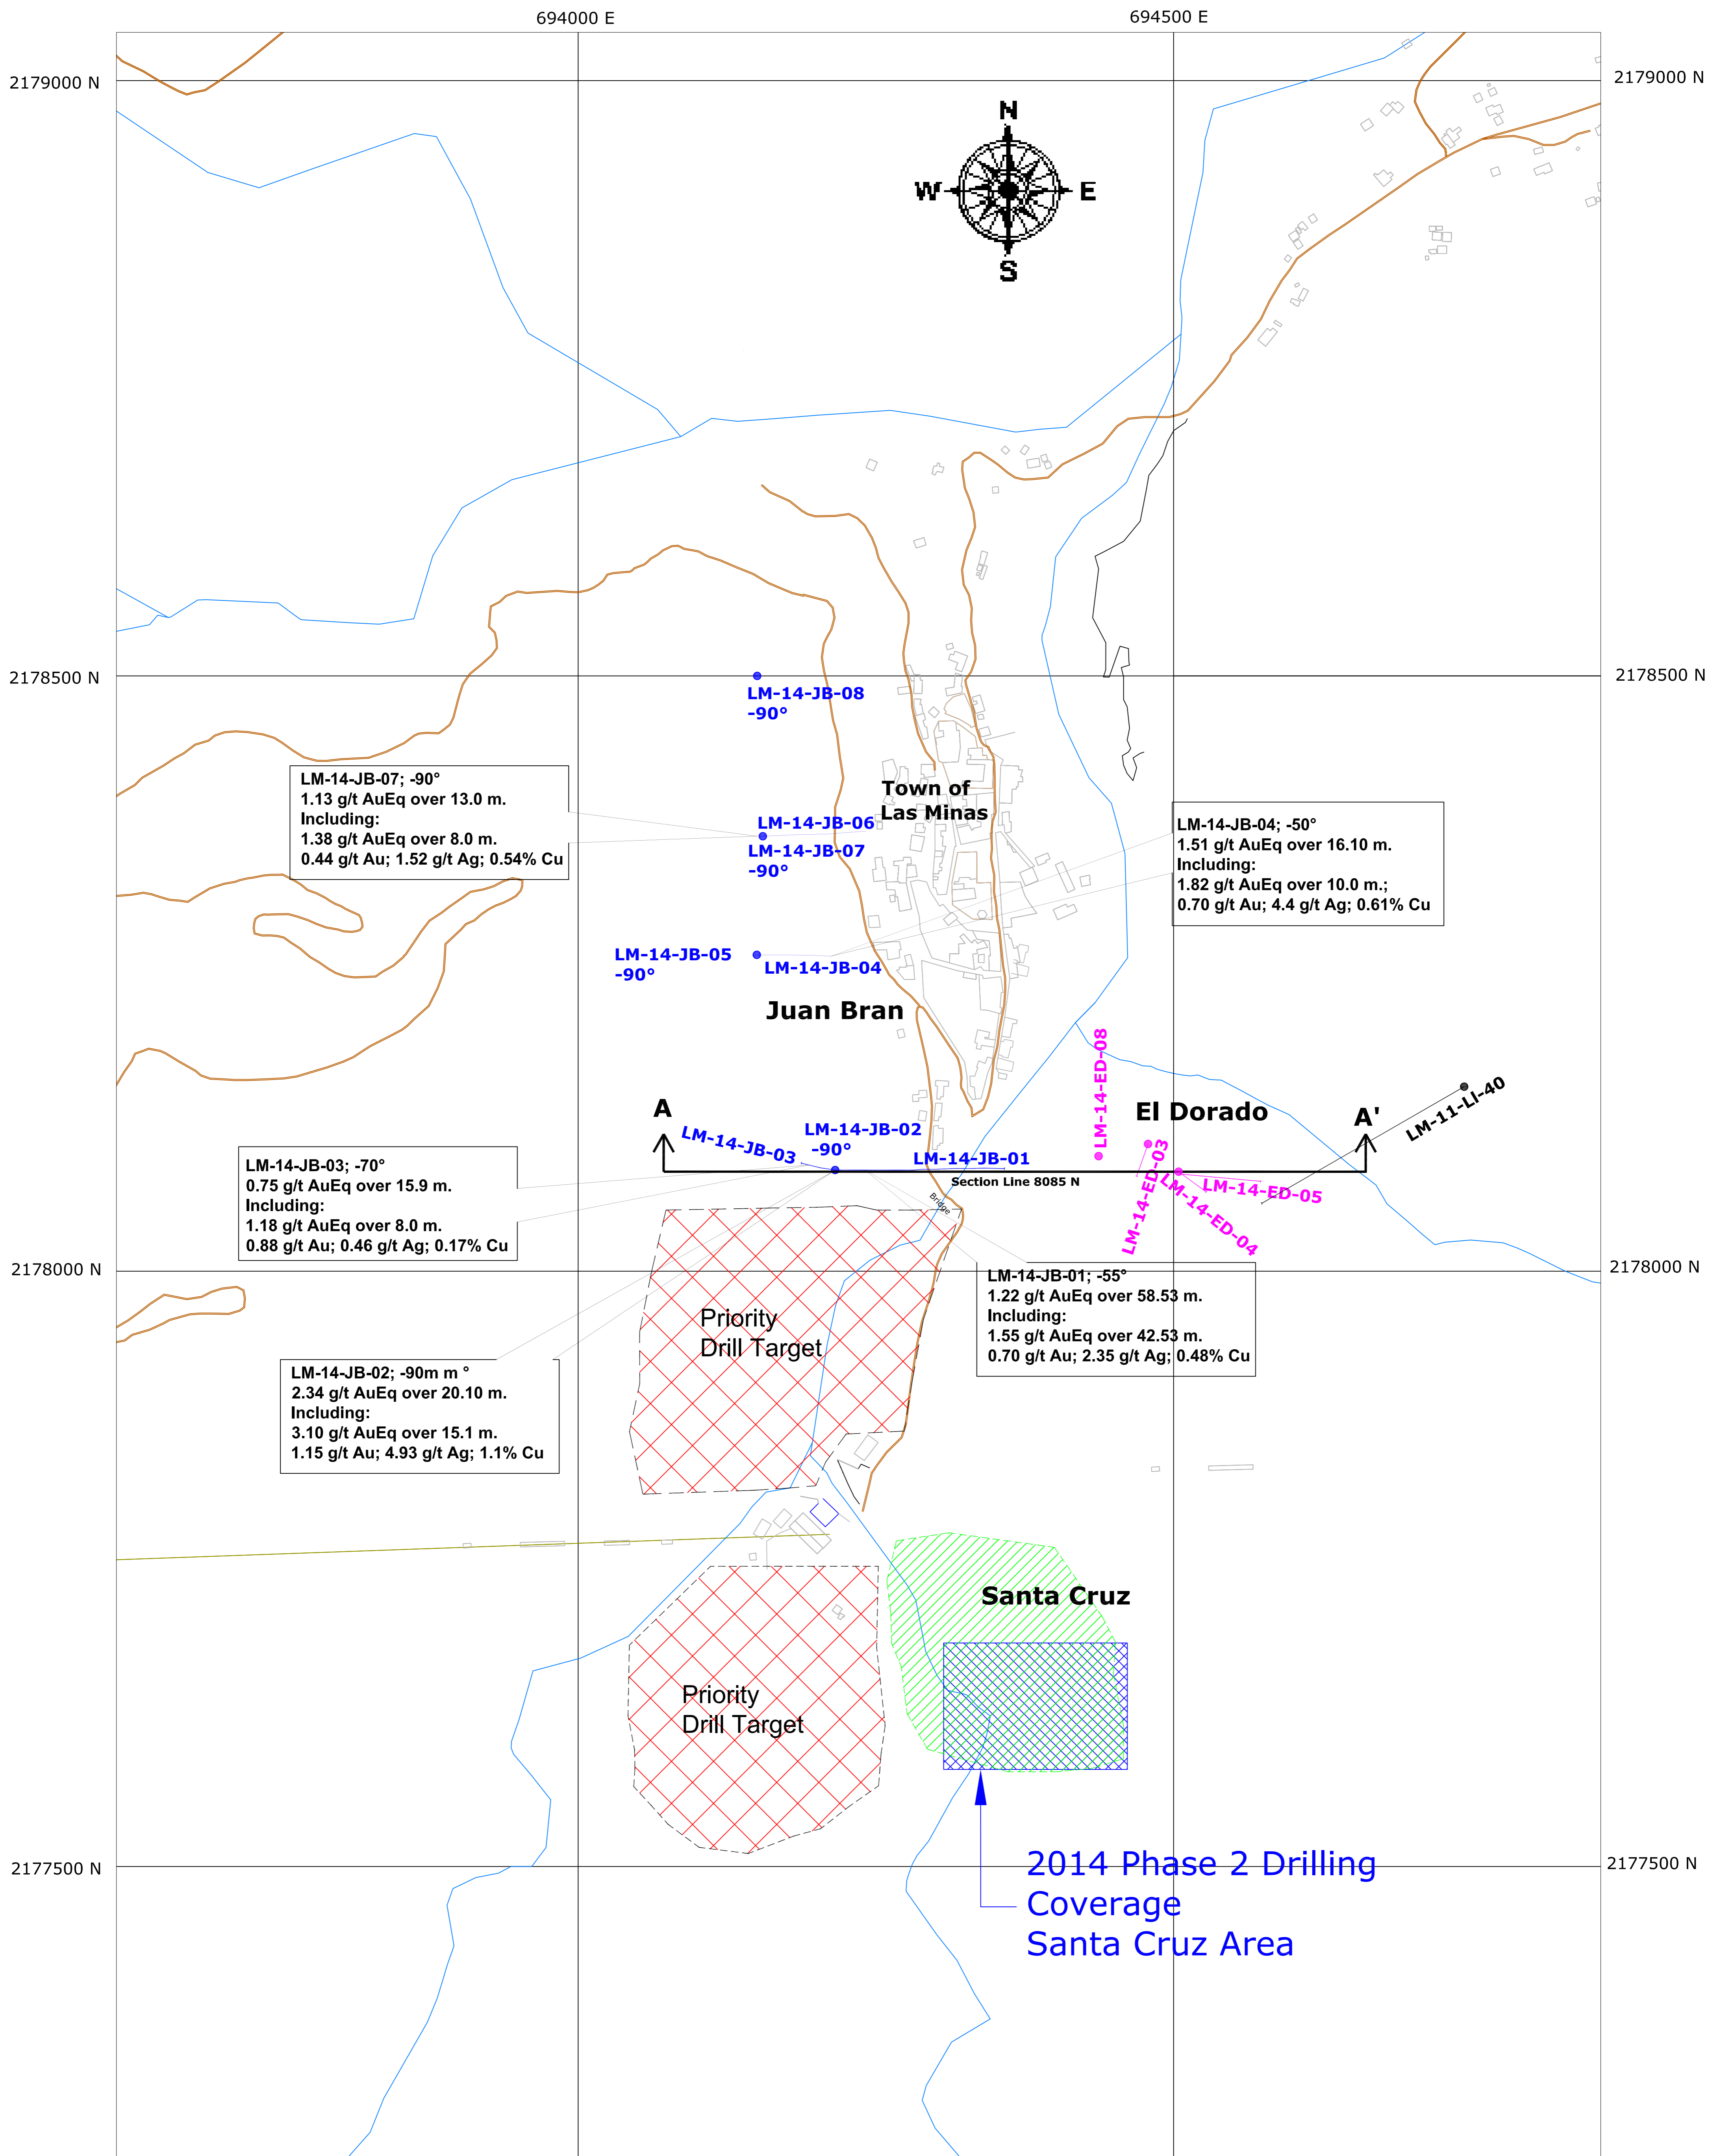 694000 E
694500 E
2179000 N
2179000 N
N
W
E
S
2178500 N
2178500 N
LM-14-JB-08
-90°
LM-14-JB-07; -90°
1.13 g/t AuEq over 13.0 m.
Including:
1.38 g/t AuEq over 8.0 m.
0.44 g/t Au; 1.52 g/t Ag; 0.54% Cu
Town of
Las Minas
LM-14-JB-06
LM-14-JB-07
-90°
LM-14-JB-04; -50°
1.51 g/t AuEq over 16.10 m.
Including:
1.82 g/t AuEq over 10.0 m.;
0.70 g/t Au; 4.4 g/t Ag; 0.61% Cu
LM-14-JB-05
-90°
LM-14-JB-04
Juan Bran
LM-14-ED-08
El Dorado
LM-11-LI-40
A
A'
LM-14-JB-03
LM-14-JB-02
-90°
LM-14-JB-01
Section Line 8085 N
LM-14-ED-03
LM-14-ED-04
LM-14-ED-05
Bridge
LM-14-JB-03; -70°
0.75 g/t AuEq over 15.9 m.
Including:
1.18 g/t AuEq over 8.0 m.
0.88 g/t Au; 0.46 g/t Ag; 0.17% Cu
2178000 N
2178000 N
LM-14-JB-01; -55°
1.22 g/t AuEq over 58.53 m.
Including:
1.55 g/t AuEq over 42.53 m.
0.70 g/t Au; 2.35 g/t Ag; 0.48% Cu
Priority
Drill Target
LM-14-JB-02; -90m m °
2.34 g/t AuEq over 20.10 m.
Including:
3.10 g/t AuEq over 15.1 m.
1.15 g/t Au; 4.93 g/t Ag; 1.1% Cu
Santa Cruz
Priority
Drill Target
2177500 N
2177500 N
2014 Phase 2 Drilling
Coverage
Santa Cruz Area